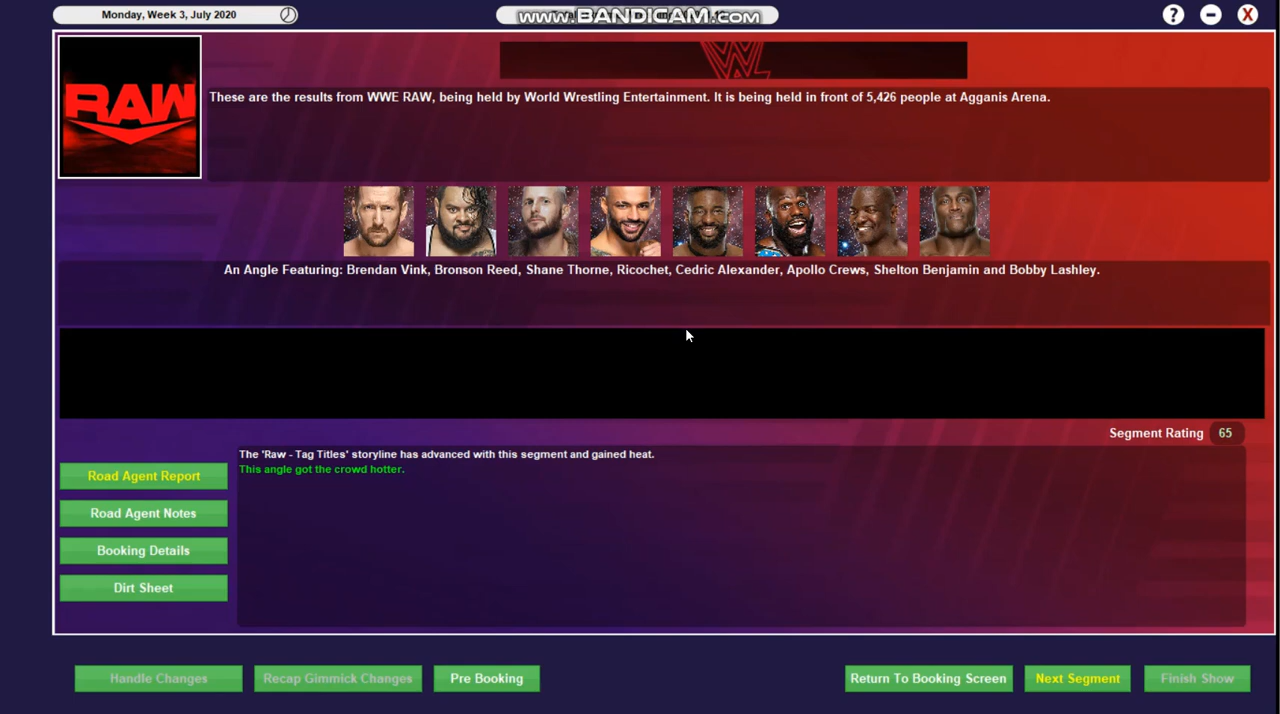 Monday, Week 3, July 2020
www.BANDICAM.com
?
X
RAW
These are the results from WWE RAW, being held by World Wrestling Entertainment. It is being held in front of 5,426 people at Agganis Arena.
An Angle Featuring: Brendan Vink, Bronson Reed, Shane Thorne, Ricochet, Cedric Alexander, Apollo Crews, Shelton Benjamin and Bobby Lashley.
Segment Rating 65
The 'Raw - Tag Titles' storyline has advanced with this segment and gained heat.
This angle got the crowd hotter.
Road Agent Report
Road Agent Notes
Booking Details
Dirt Sheet
Handle Changes
Recap Gimmick Changes
Pre Booking
Return To Booking Screen
Next Segment
Finish Show